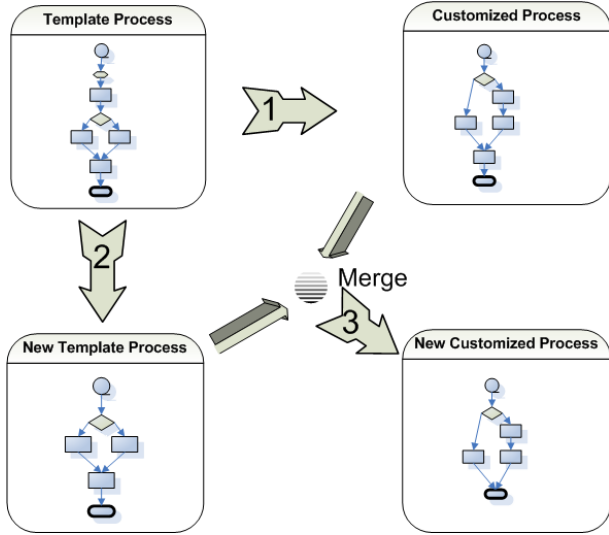 Template Process
Customized Process
1
2
Merge
3
New Template Process
New Customized Process